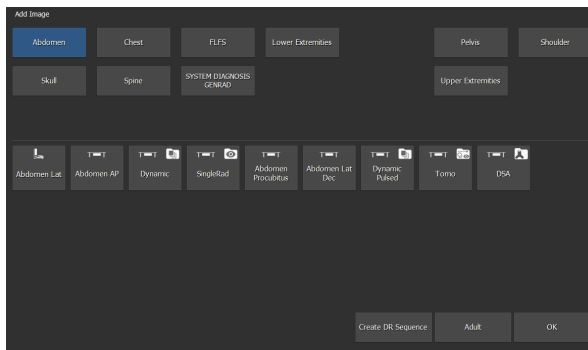 Add Image
Abdomen
Chest
FLFS
Lower Extremities
Pelvis
Shoulder
Skull
Spine
SYSTEM DIAGNOSIS
GENRAD
Upper Extremities
Abdomen Lat
Abdomen AP
Dynamic
SingleRad
Abdomen
Procubitus
Abdomen Lat
Dec
Dynamic
Pulsed
Tomo
DSA
Create DR Sequence
Adult
OK